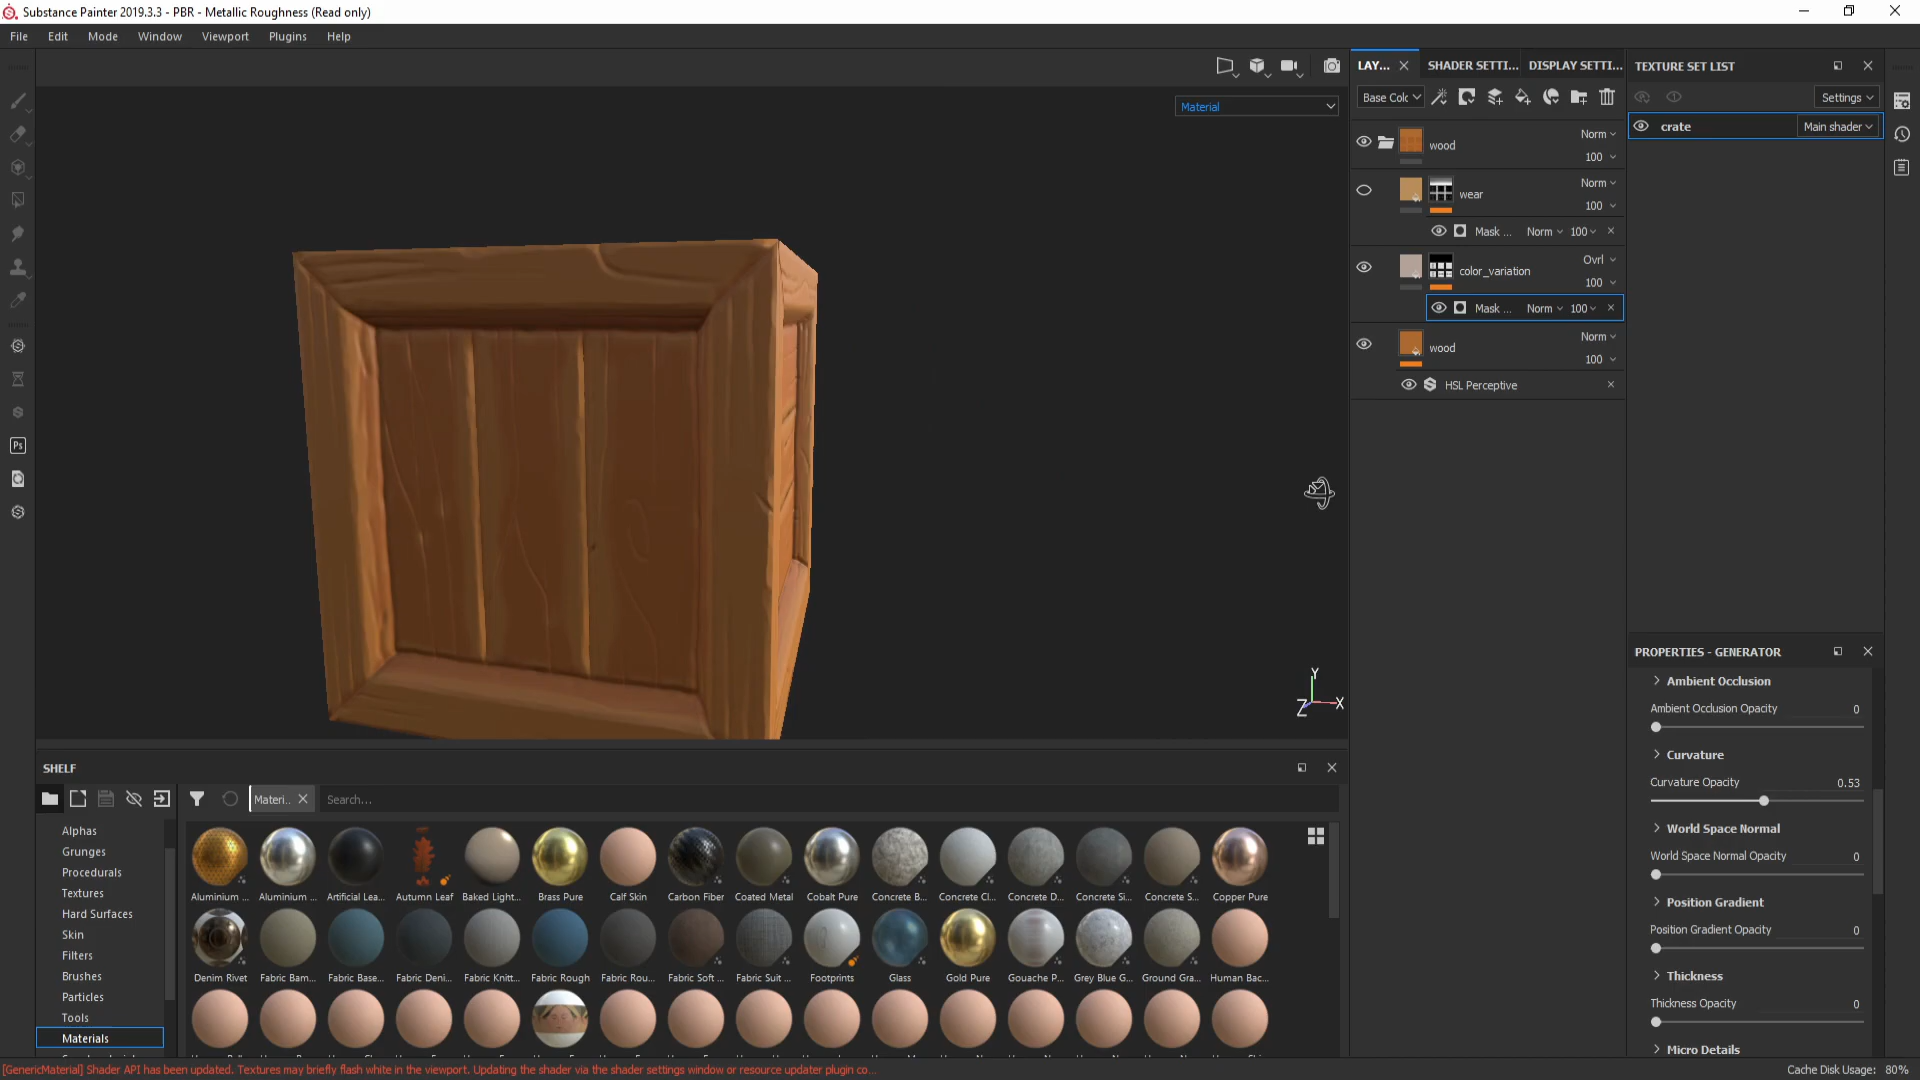 Substance Painter 2019.3.3 - PBR - Metallic Roughness (Read only)
File Edit Mode Window Viewport Plugins Help
Material
LAY... SHADER SETTI... DISPLAY SETTI...
Base Colo
wood Norm 100
wear Norm 100
Mask ... Norm 100
color_variation Ovrl 100
Mask ... Norm 100
wood Norm 100
HSL Perceptive
TEXTURE SET LIST
Settings
crate Main shader
Ps
Y
Z X
PROPERTIES - GENERATOR
Ambient Occlusion
Ambient Occlusion Opacity 0
Curvature
Curvature Opacity 0.53
World Space Normal
World Space Normal Opacity 0
Position Gradient
Position Gradient Opacity 0
Thickness
Thickness Opacity 0
Micro Details
SHELF
Materi.. Search...
Alphas
Grunges
Procedurals
Textures
Hard Surfaces
Skin
Filters
Brushes
Particles
Tools
Materials
Aluminium ... Aluminium ... Artificial Lea... Autumn Leaf Baked Light... Brass Pure Calf Skin Carbon Fiber Coated Metal Cobalt Pure Concrete B... Concrete Cl... Concrete D... Concrete Si... Concrete S... Copper Pure
Denim Rivet Fabric Bam... Fabric Base... Fabric Deni... Fabric Knitt... Fabric Rough Fabric Rou... Fabric Soft ... Fabric Suit ... Footprints Glass Gold Pure Gouache P... Grey Blue G... Ground Gra... Human Bac...
[GenericMaterial] Shader API has been updated. Textures may briefly flash white in the viewport. Updating the shader via the shader settings window or resource updater plugin co...
Cache Disk Usage: 80%